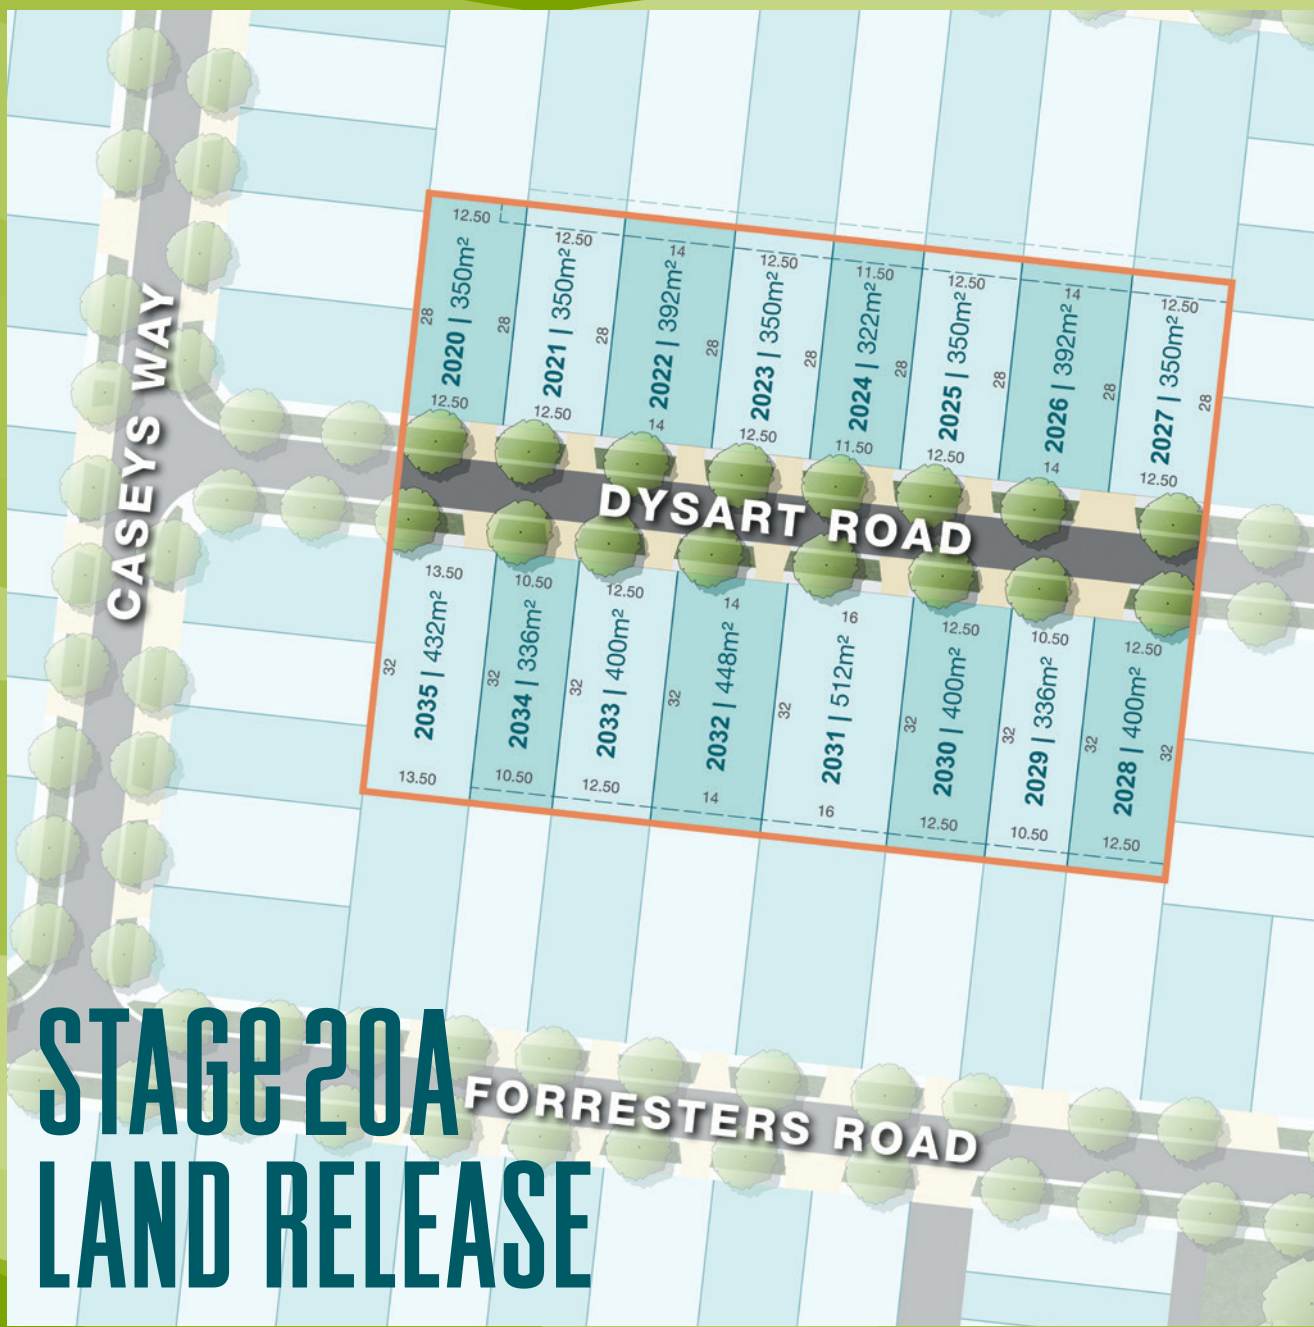 12.50
12.50
14
12.50
11.50
12.50
14
12.50
28
2020 | 350m²
28
2021 | 350m²
28
2022 | 392m²
28
2023 | 350m²
28
2024 | 322m²
28
2025 | 350m²
28
2026 | 392m²
28
2027 | 350m²
28
12.50
12.50
14
12.50
11.50
12.50
14
12.50
CASEYS WAY
DYSART ROAD
13.50
10.50
12.50
14
16
12.50
10.50
12.50
32
2035 | 432m²
32
2034 | 336m²
32
2033 | 400m²
32
2032 | 448m²
32
2031 | 512m²
32
2030 | 400m²
32
2029 | 336m²
32
2028 | 400m²
32
13.50
10.50
12.50
14
16
12.50
10.50
12.50
STAGE 20A
LAND RELEASE
FORRESTERS ROAD